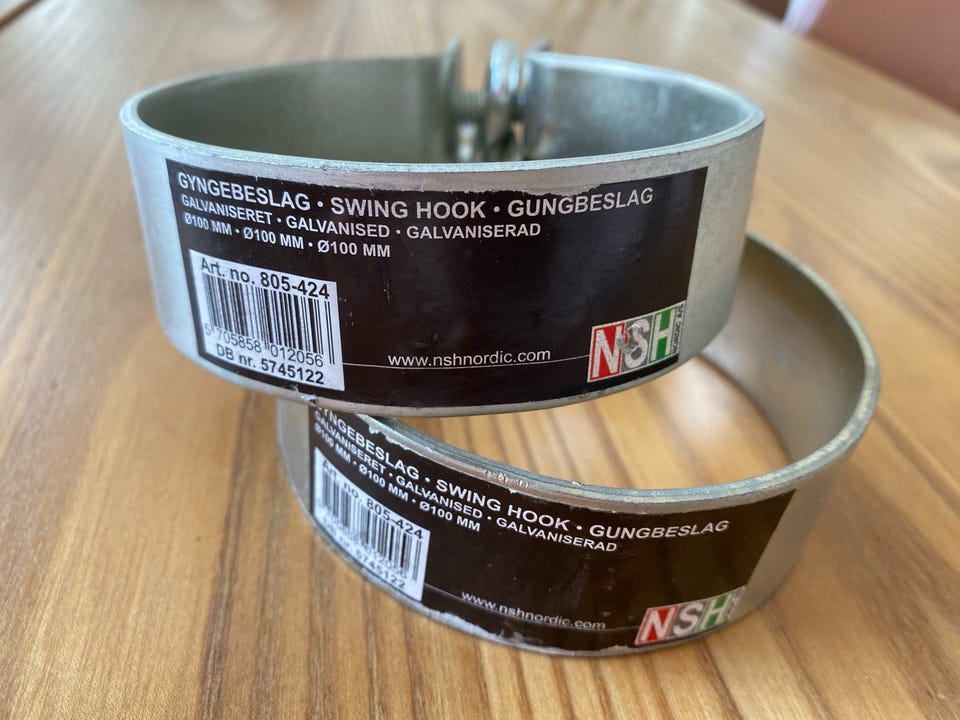 GYNGEBESLAG • SWING HOOK • GUNGBESLAG
GALVANISERET • GALVANISED • GALVANISERAD
Ø100 MM • Ø100 MM • Ø100 MM
Art. no. 805-424
5 705858 012056
DB nr. 5745122
www.nshnordic.com
NSH
NORDIC A/S
GYNGEBESLAG • SWING HOOK • GUNGBESLAG
GALVANISERET • GALVANISED • GALVANISERAD
Ø100 MM • Ø100 MM • Ø100 MM
Art. no. 805-424
nr. 5745122
www.nshnordic.com
NSH